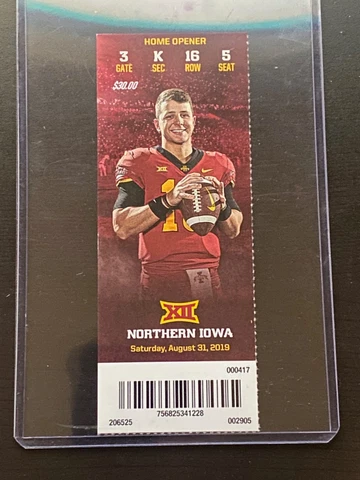 HOME OPENER
3 K 16 5
GATE SEC ROW SEAT
$30.00
XII
XII
NORTHERN IOWA
Saturday, August 31, 2019
000417
756825341228
206525 002905